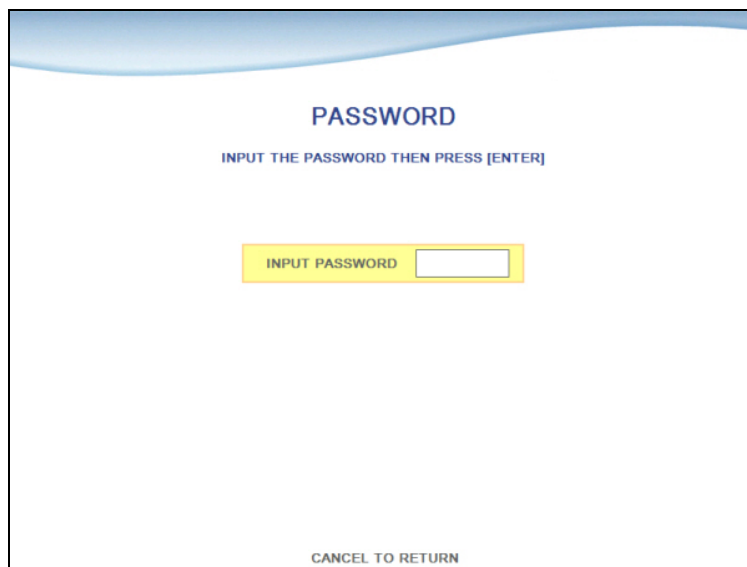 PASSWORD
INPUT THE PASSWORD THEN PRESS [ENTER]
INPUT PASSWORD
CANCEL TO RETURN